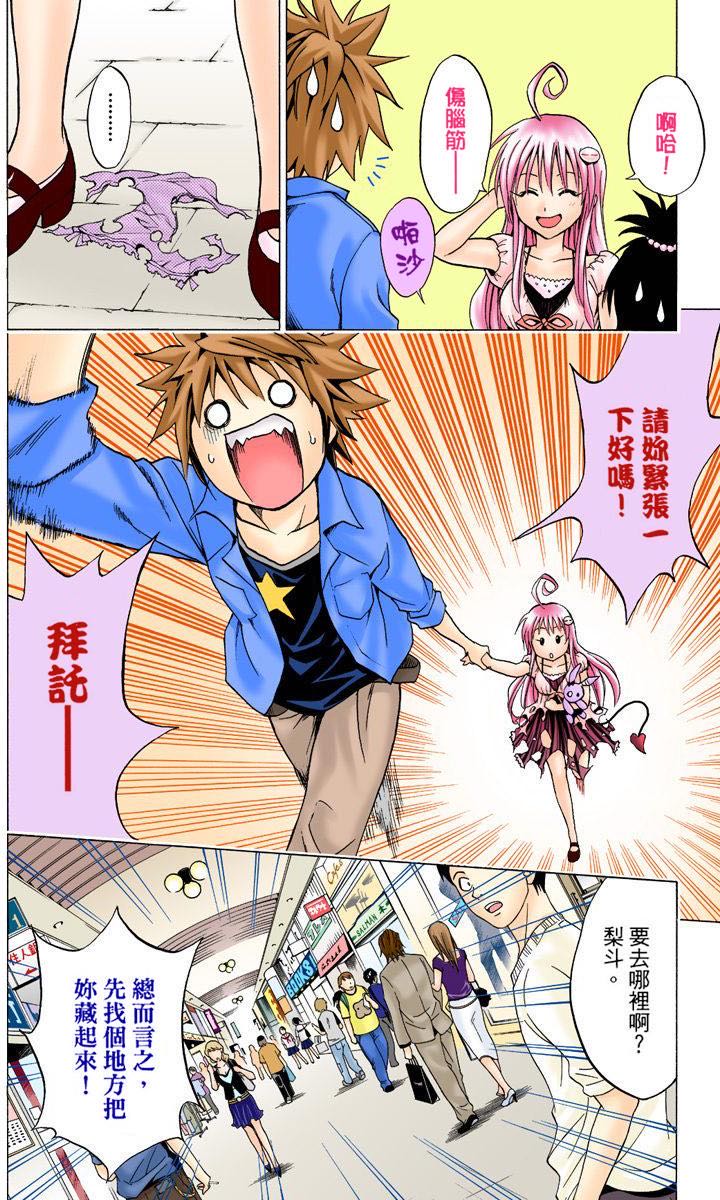 啊哈！
傷腦筋——
啪沙
………
請妳緊張一
下好嗎！
拜託——
要去哪裡啊？
梨斗。
總而言之，
先找個地方把
妳藏起來！
SALMAN
BOOKS